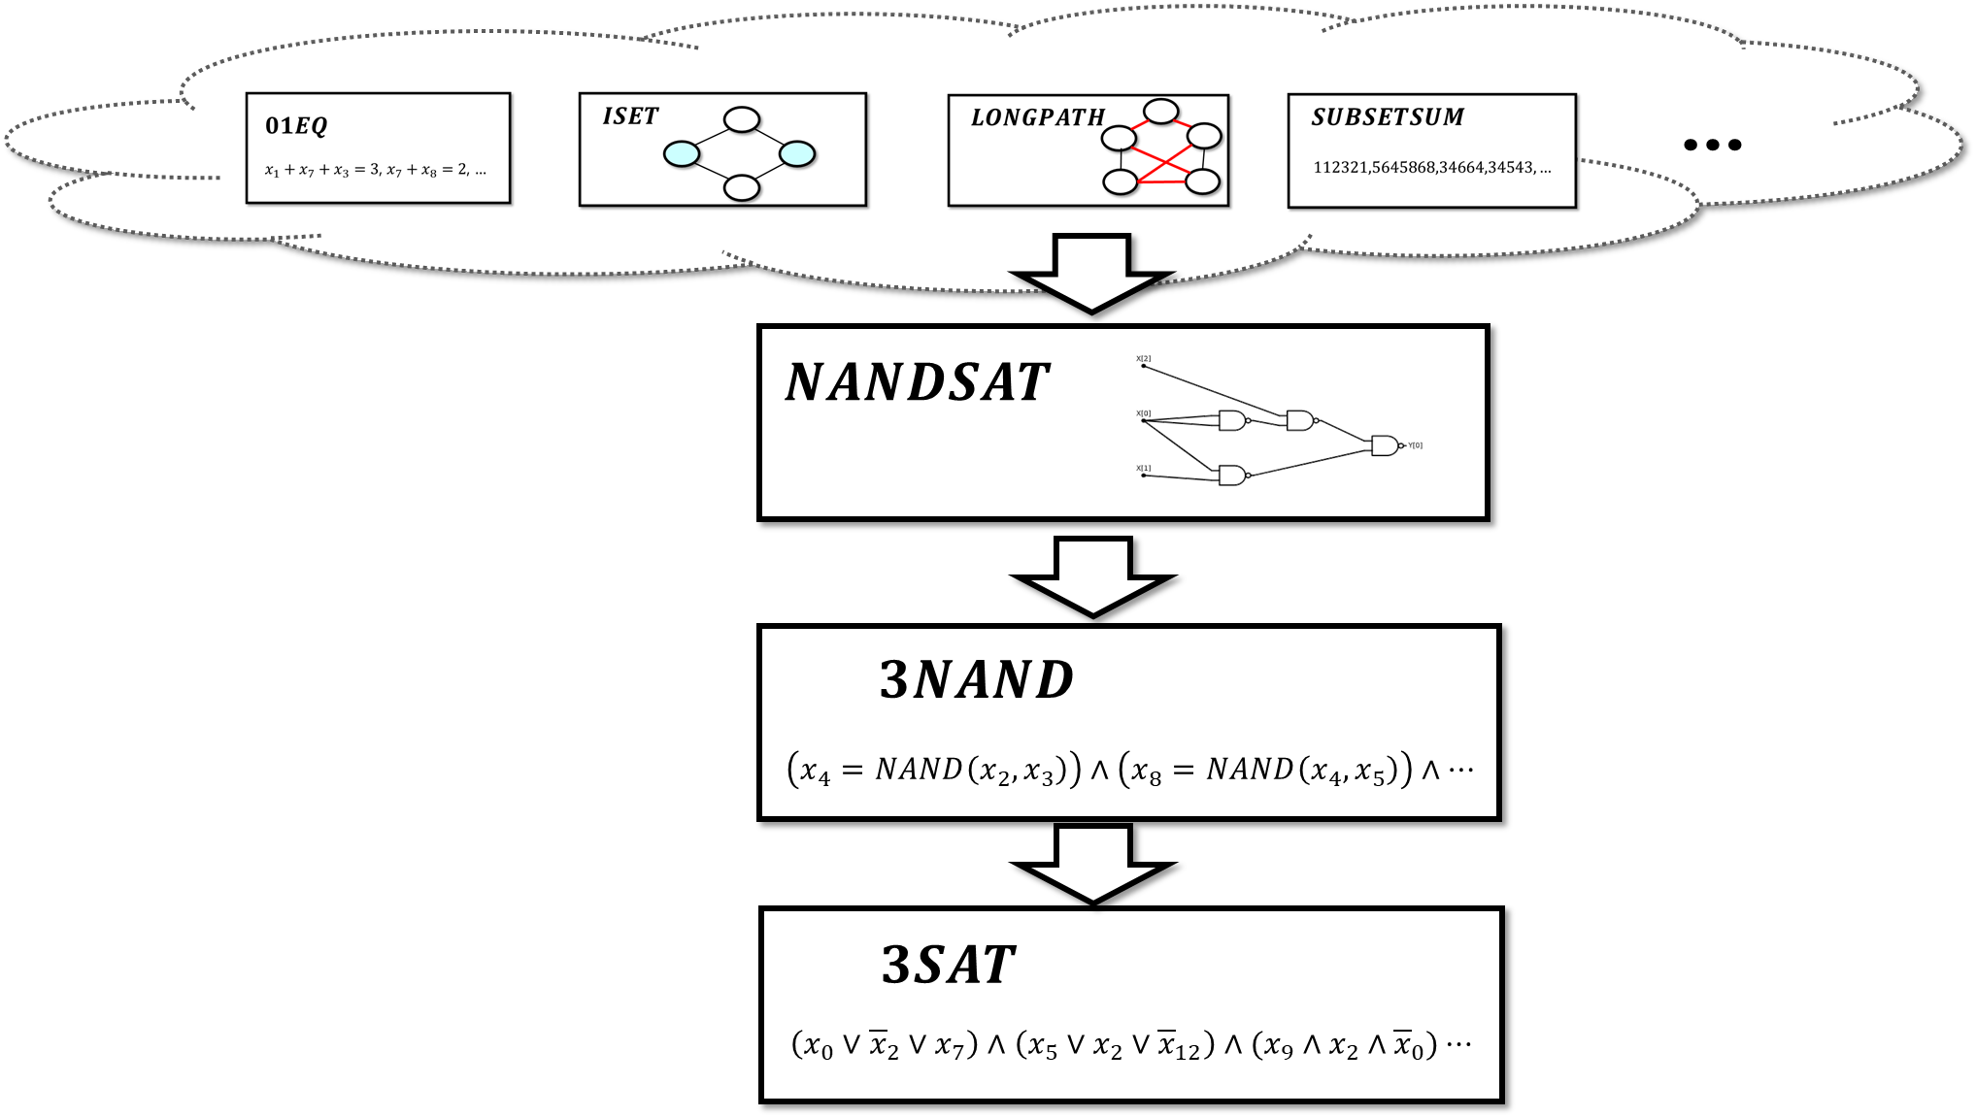 01EQ
x₁ + x₇ + x₃ = 3, x₇ + x₈ = 2, ...
ISET
LONGPATH
SUBSETSUM
112321,5645868,34664,34543, ...
...
NANDSAT
X[2]
X[0]
Y[0]
X[1]
3NAND
(x₄ = NAND(x₂, x₃)) ∧ (x₈ = NAND(x₄, x₅)) ∧ ⋯
3SAT
(x₀ ∨ x̅₂ ∨ x₇) ∧ (x₅ ∨ x₂ ∨ x̅₁₂) ∧ (x₉ ∧ x₂ ∧ x̅₀) ⋯